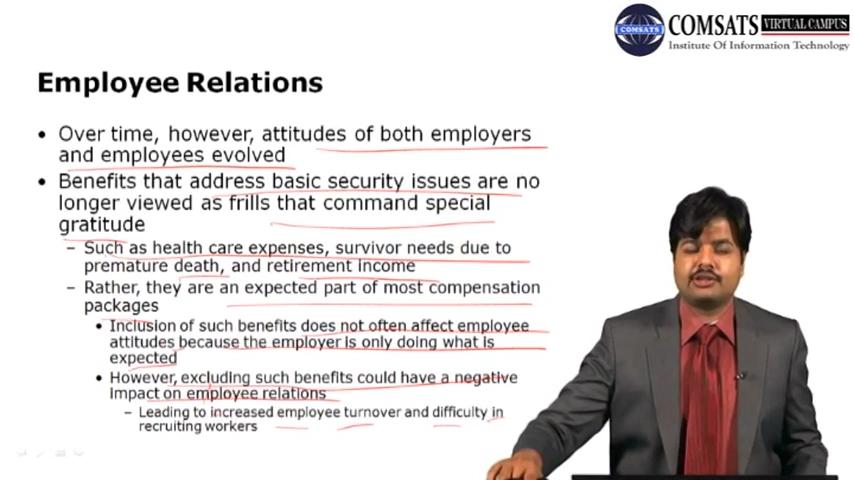 COMSATS
COMSATS VIRTUAL CAMPUS
Institute Of Information Technology
Employee Relations
• Over time, however, attitudes of both employers
and employees evolved
• Benefits that address basic security issues are no
longer viewed as frills that command special
gratitude
– Such as health care expenses, survivor needs due to
premature death, and retirement income
– Rather, they are an expected part of most compensation
packages
• Inclusion of such benefits does not often affect employee
attitudes because the employer is only doing what is
expected
• However, excluding such benefits could have a negative
impact on employee relations
– Leading to increased employee turnover and difficulty in
recruiting workers